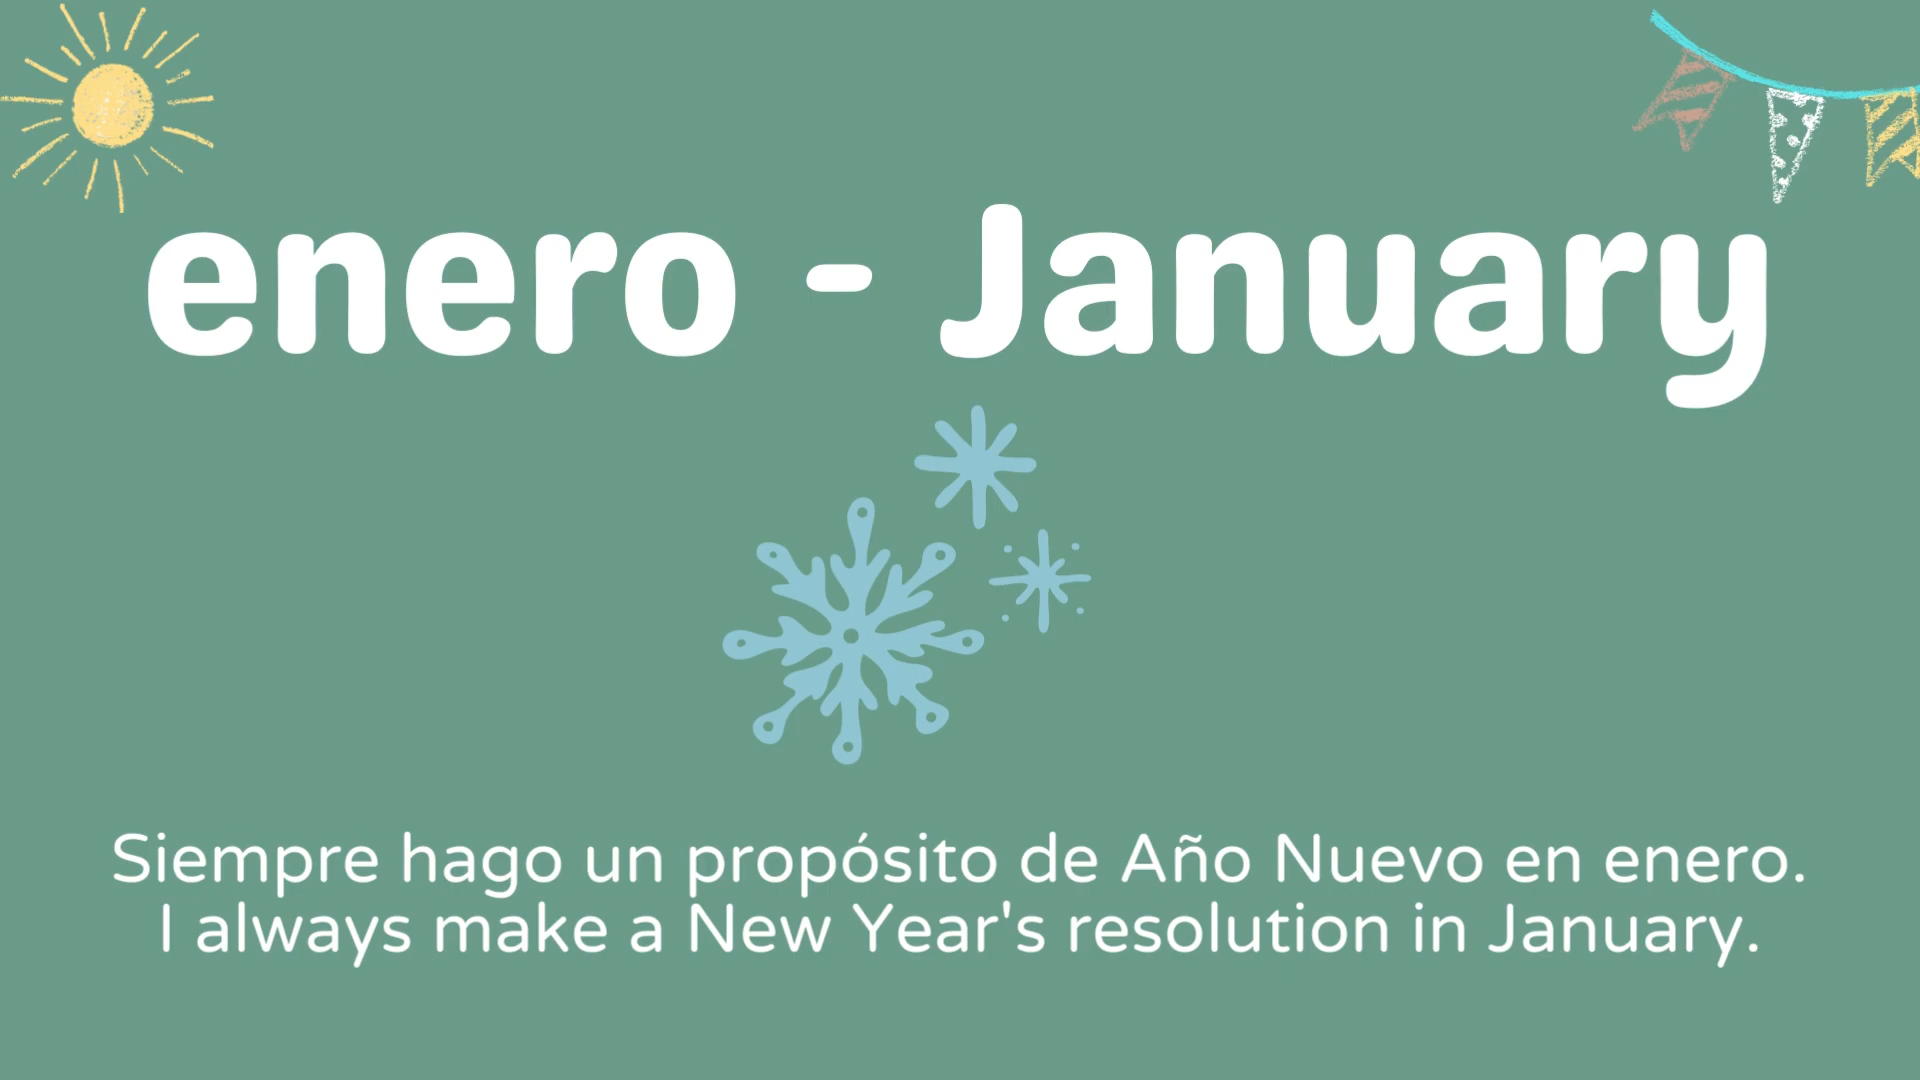 enero - January
Siempre hago un propósito de Año Nuevo en enero.
I always make a New Year's resolution in January.